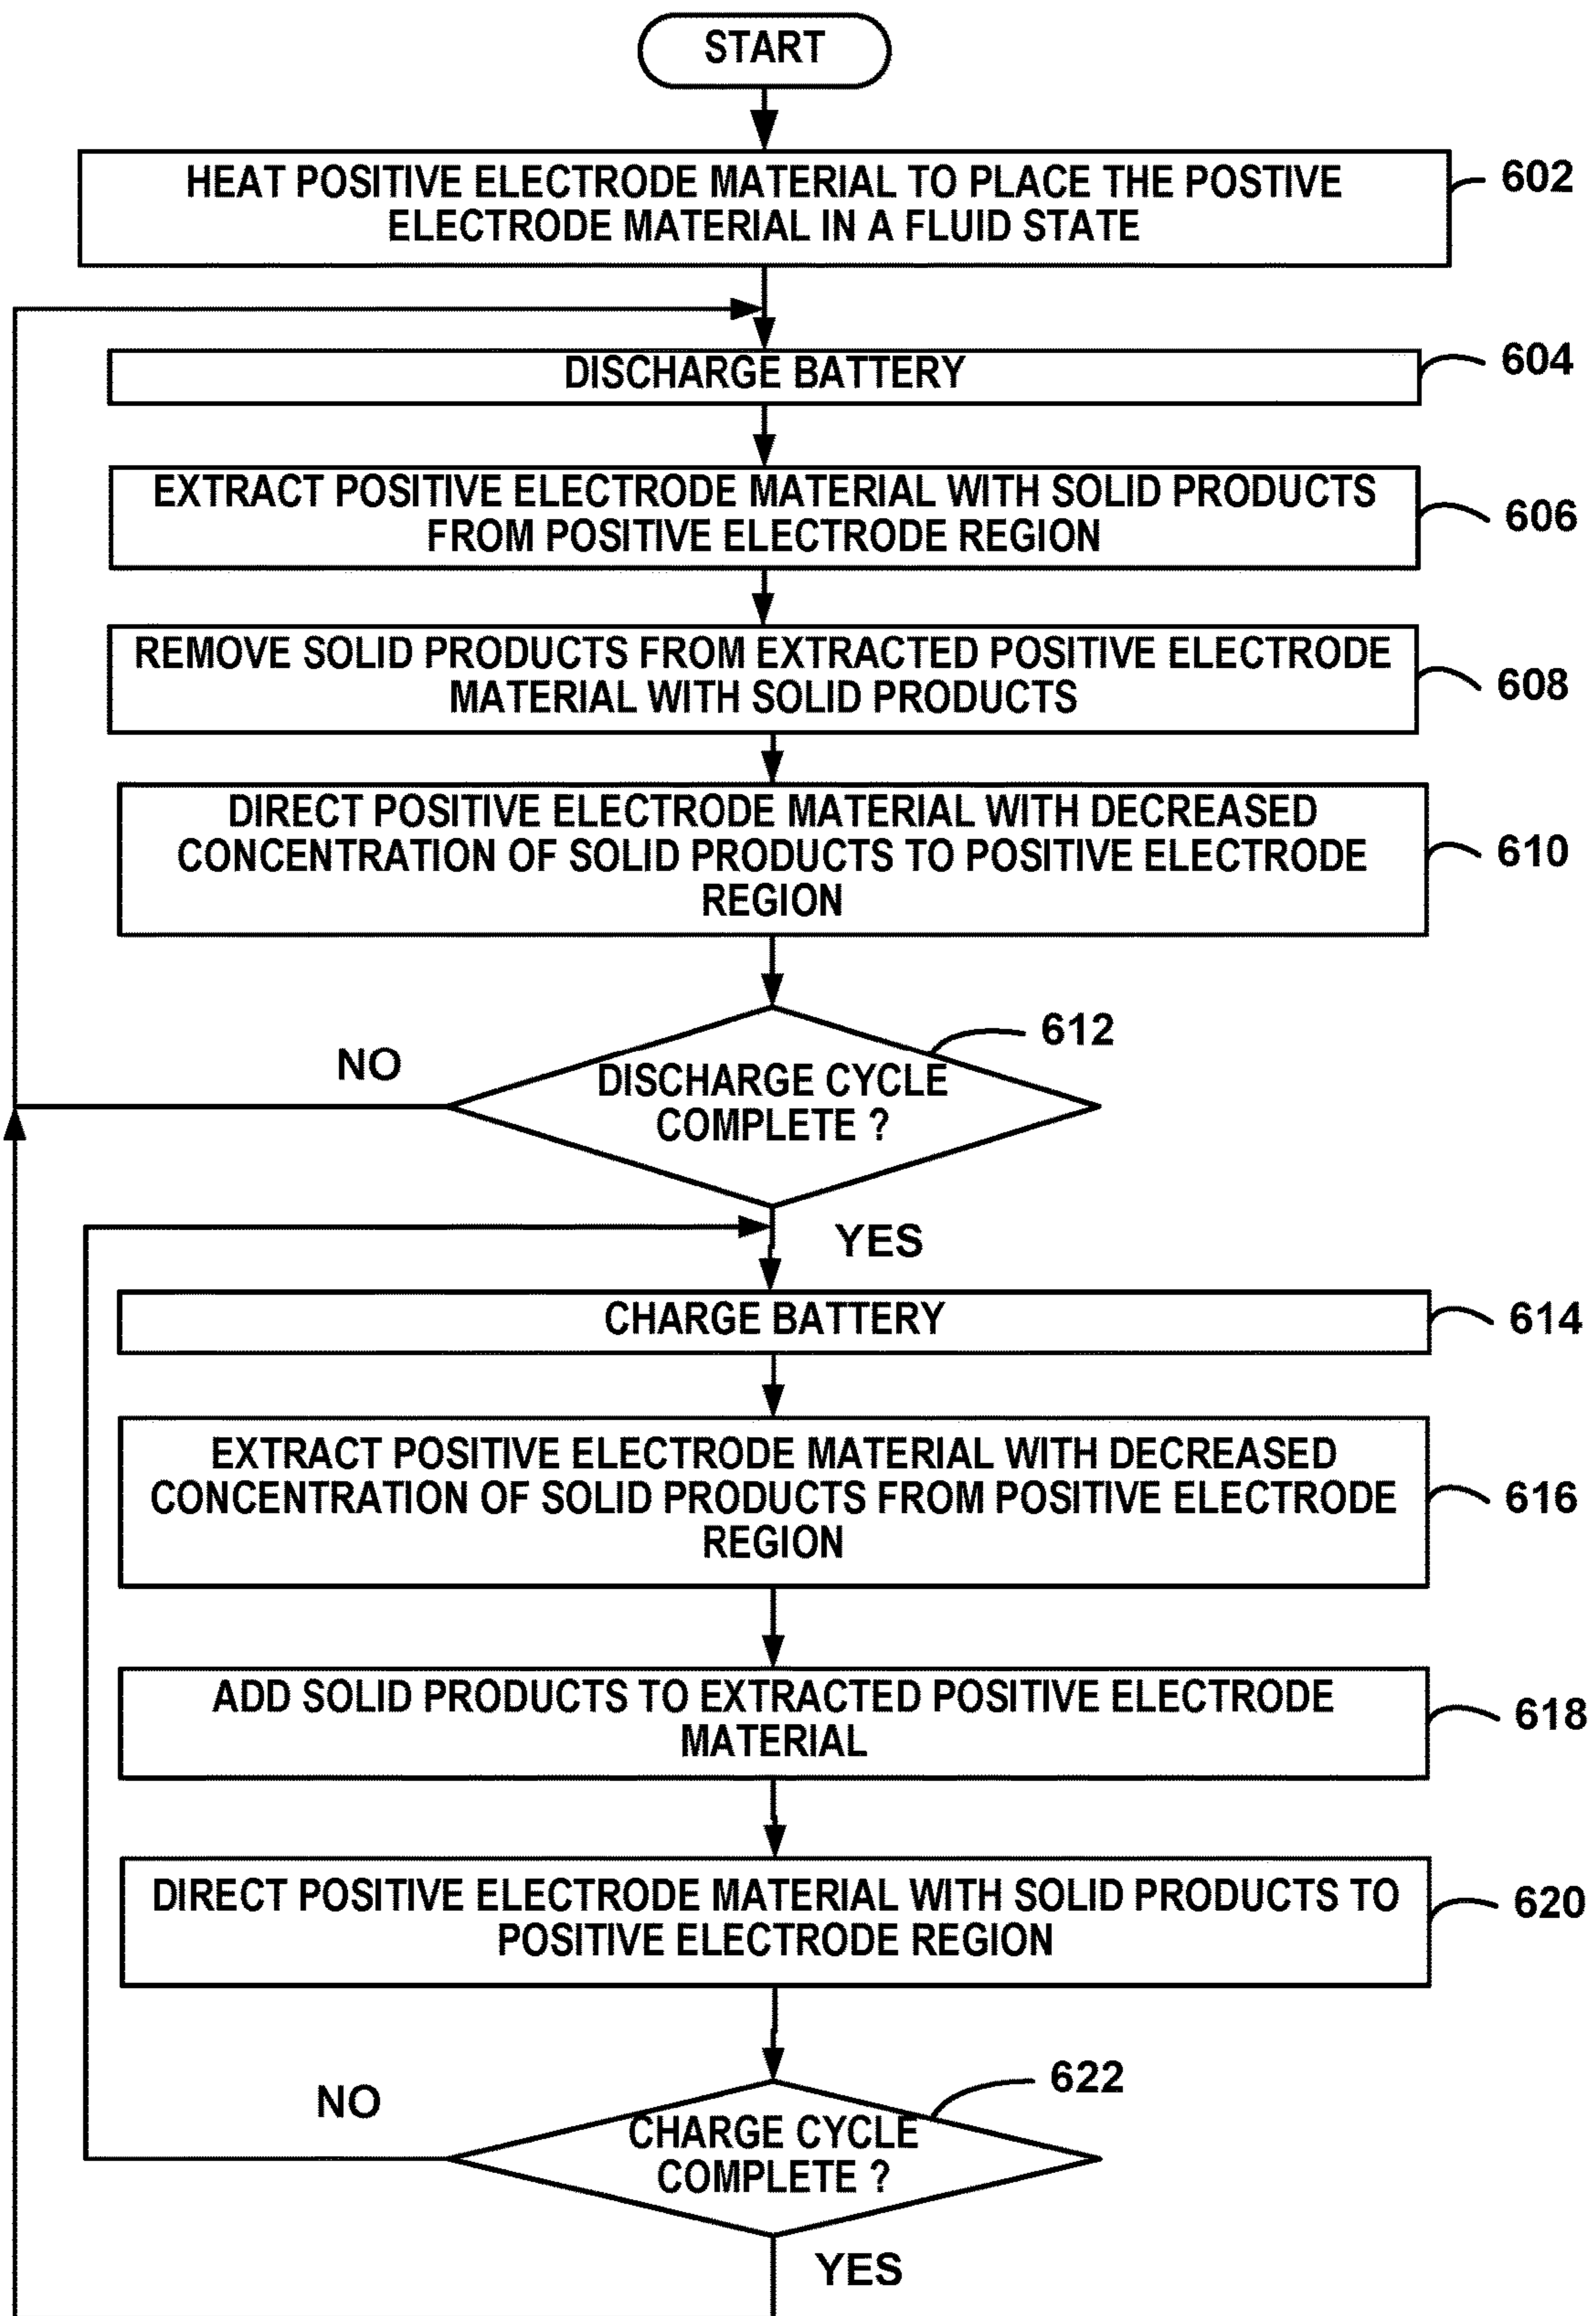 START
HEAT POSITIVE ELECTRODE MATERIAL TO PLACE THE POSTIVE
ELECTRODE MATERIAL IN A FLUID STATE
602
DISCHARGE BATTERY
604
EXTRACT POSITIVE ELECTRODE MATERIAL WITH SOLID PRODUCTS
FROM POSITIVE ELECTRODE REGION
606
REMOVE SOLID PRODUCTS FROM EXTRACTED POSITIVE ELECTRODE
MATERIAL WITH SOLID PRODUCTS
608
DIRECT POSITIVE ELECTRODE MATERIAL WITH DECREASED
CONCENTRATION OF SOLID PRODUCTS TO POSITIVE ELECTRODE
REGION
610
612
NO
DISCHARGE CYCLE
COMPLETE ?
YES
CHARGE BATTERY
614
EXTRACT POSITIVE ELECTRODE MATERIAL WITH DECREASED
CONCENTRATION OF SOLID PRODUCTS FROM POSITIVE ELECTRODE
REGION
616
ADD SOLID PRODUCTS TO EXTRACTED POSITIVE ELECTRODE
MATERIAL
618
DIRECT POSITIVE ELECTRODE MATERIAL WITH SOLID PRODUCTS TO
POSITIVE ELECTRODE REGION
620
622
NO
CHARGE CYCLE
COMPLETE ?
YES